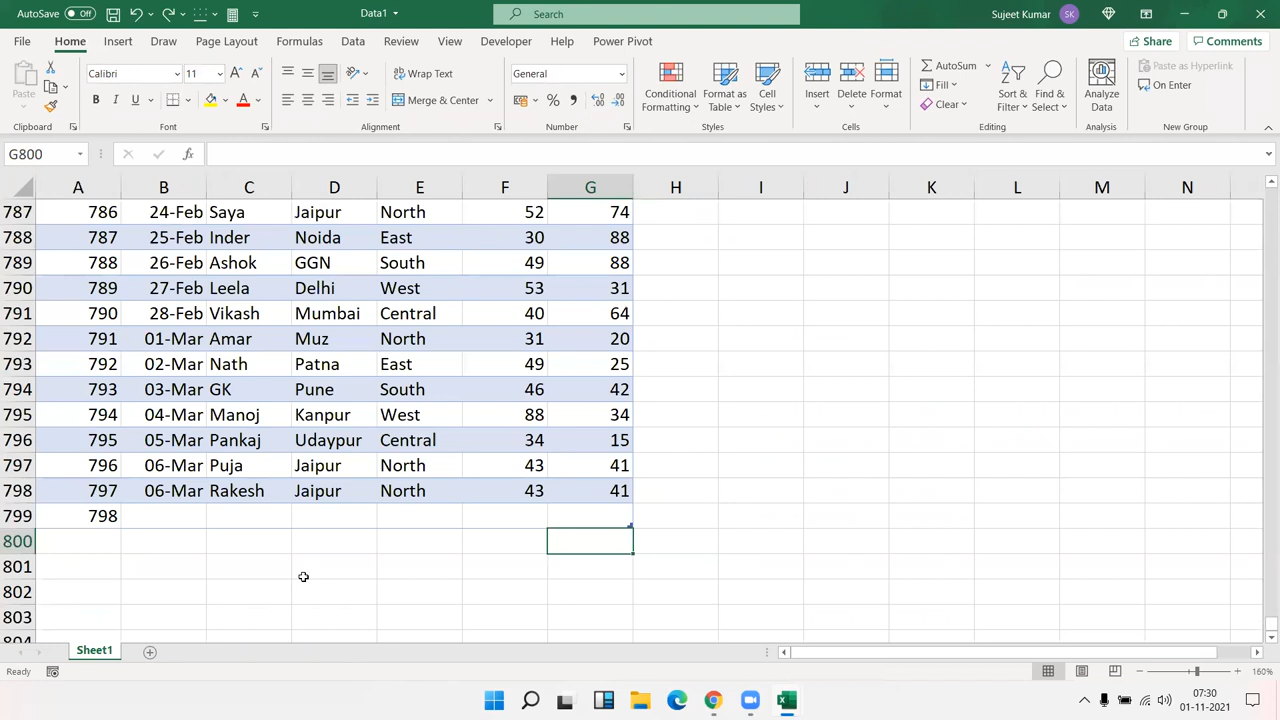 AutoSave Off Data1 Search Sujeet Kumar SK
File Home Insert Draw Page Layout Formulas Data Review View Developer Help Power Pivot Share Comments
Paste Calibri 11 Wrap Text General Conditional Formatting Format as Table Cell Styles Insert Delete Format AutoSum Sort & Filter Find & Select Analyze Data Paste as Hyperlink
B I U Merge & Center Fill Clear On Enter
Clipboard Font Alignment Number Styles Cells Editing Analysis New Group
G800 fx
A B C D E F G H I J K L M N
787 786 24-Feb Saya Jaipur North 52 74
788 787 25-Feb Inder Noida East 30 88
789 788 26-Feb Ashok GGN South 49 88
790 789 27-Feb Leela Delhi West 53 31
791 790 28-Feb Vikash Mumbai Central 40 64
792 791 01-Mar Amar Muz North 31 20
793 792 02-Mar Nath Patna East 49 25
794 793 03-Mar GK Pune South 46 42
795 794 04-Mar Manoj Kanpur West 88 34
796 795 05-Mar Pankaj Udaypur Central 34 15
797 796 06-Mar Puja Jaipur North 43 41
798 797 06-Mar Rakesh Jaipur North 43 41
799 798
800
801
802
803
804
Sheet1
Ready 160%
07:30
01-11-2021